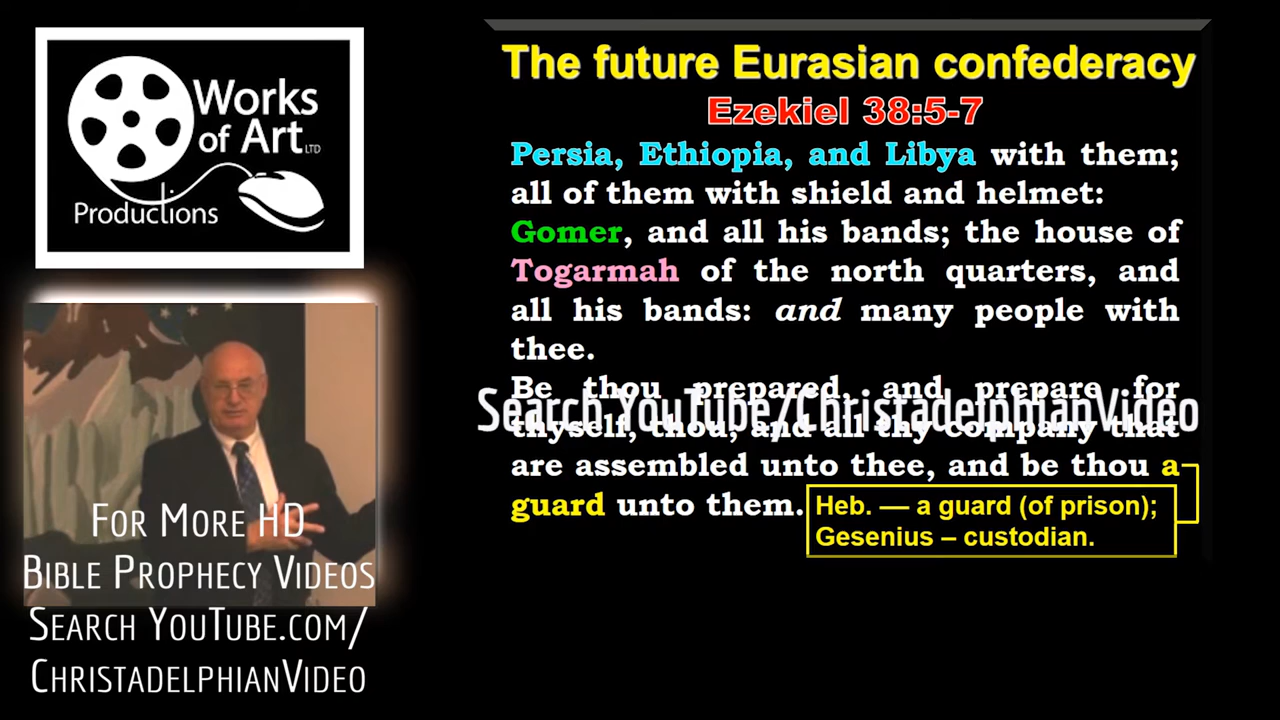 Works
of Art LTD
Productions
The future Eurasian confederacy
Ezekiel 38:5-7
Persia, Ethiopia, and Libya with them;
all of them with shield and helmet:
Gomer, and all his bands; the house of
Togarmah of the north quarters, and
all his bands: and many people with
thee.
Be thou prepared, and prepare for
Search YouTube/ChristadelphianVideo
thyself, thou, and all thy company that
are assembled unto thee, and be thou a
guard unto them.
Heb. — a guard (of prison);
Gesenius – custodian.
For More HD
Bible Prophecy Videos
Search YouTube.com/
ChristadelphianVideo